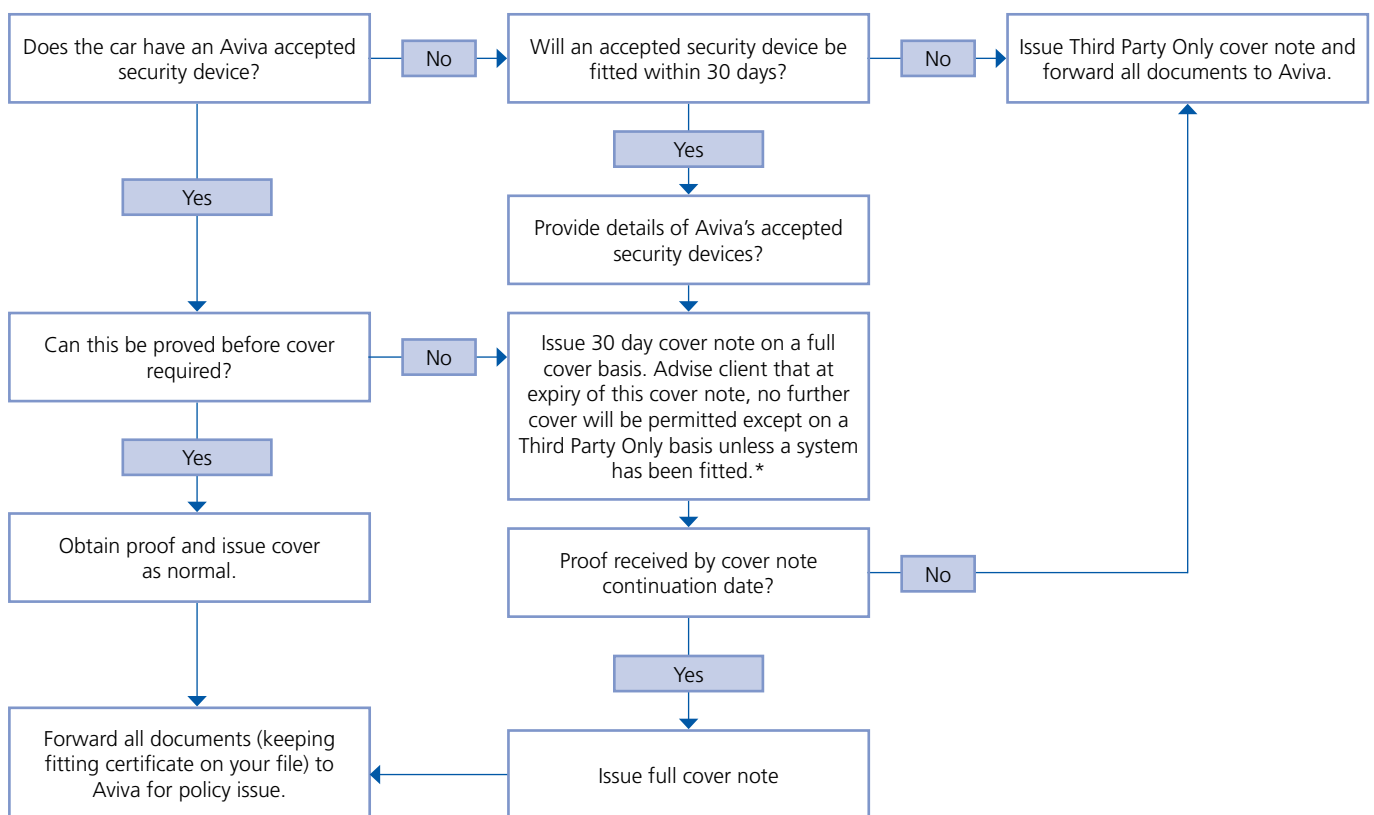 Does the car have an Aviva accepted
security device?
No
Will an accepted security device be
fitted within 30 days?
No
Issue Third Party Only cover note and
forward all documents to Aviva.
Yes
Yes
Provide details of Aviva’s accepted
security devices?
Can this be proved before cover
required?
No
Issue 30 day cover note on a full
cover basis. Advise client that at
expiry of this cover note, no further
cover will be permitted except on a
Third Party Only basis unless a system
has been fitted.*
Yes
Obtain proof and issue cover
as normal.
Proof received by cover note
continuation date?
No
Yes
Forward all documents (keeping
fitting certificate on your file) to
Aviva for policy issue.
Issue full cover note